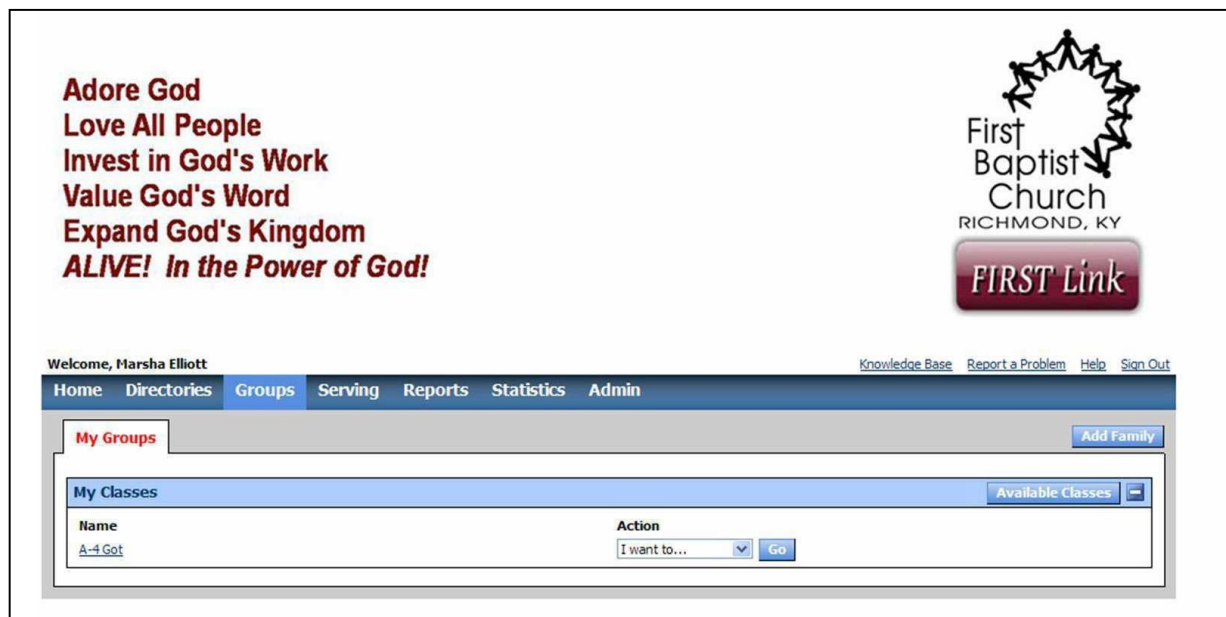 Adore God
Love All People
Invest in God's Work
Value God's Word
Expand God's Kingdom
ALIVE! In the Power of God!
First
Baptist
Church
RICHMOND, KY
FIRST Link
Welcome, Marsha Elliott
Knowledge Base Report a Problem Help Sign Out
Home Directories Groups Serving Reports Statistics Admin
My Groups
Add Family
My Classes
Available Classes
Name Action
A-4 Got I want to... Go